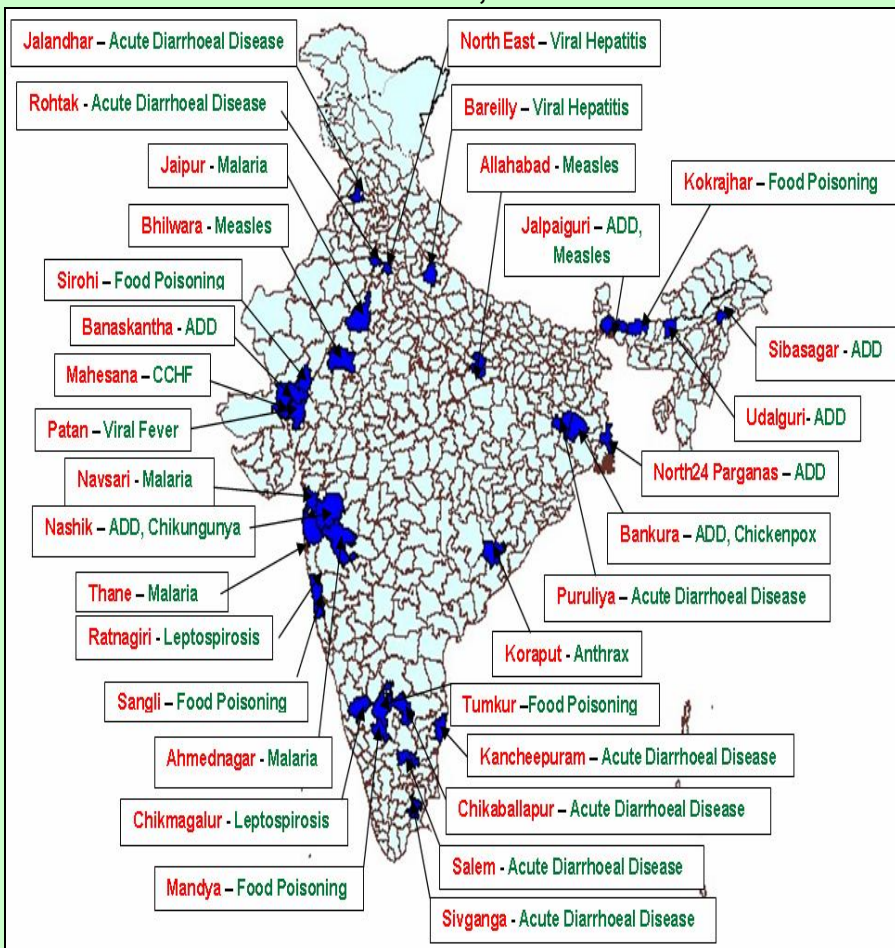 Jalandhar – Acute Diarrhoeal Disease
North East – Viral Hepatitis
Rohtak - Acute Diarrhoeal Disease
Bareilly – Viral Hepatitis
Jaipur - Malaria
Allahabad - Measles
Kokrajhar – Food Poisoning
Bhilwara - Measles
Jalpaiguri – ADD,
Measles
Sirohi – Food Poisoning
Banaskantha - ADD
Sibasagar - ADD
Mahesana – CCHF
Udalguri- ADD
Patan – Viral Fever
North24 Parganas – ADD
Navsari - Malaria
Nashik – ADD, Chikungunya
Bankura – ADD, Chickenpox
Thane – Malaria
Puruliya – Acute Diarrhoeal Disease
Ratnagiri - Leptospirosis
Koraput - Anthrax
Sangli – Food Poisoning
Tumkur –Food Poisoning
Ahmednagar - Malaria
Kancheepuram – Acute Diarrhoeal Disease
Chikmagalur - Leptospirosis
Chikaballapur – Acute Diarrhoeal Disease
Salem - Acute Diarrhoeal Disease
Mandya – Food Poisoning
Sivganga - Acute Diarrhoeal Disease